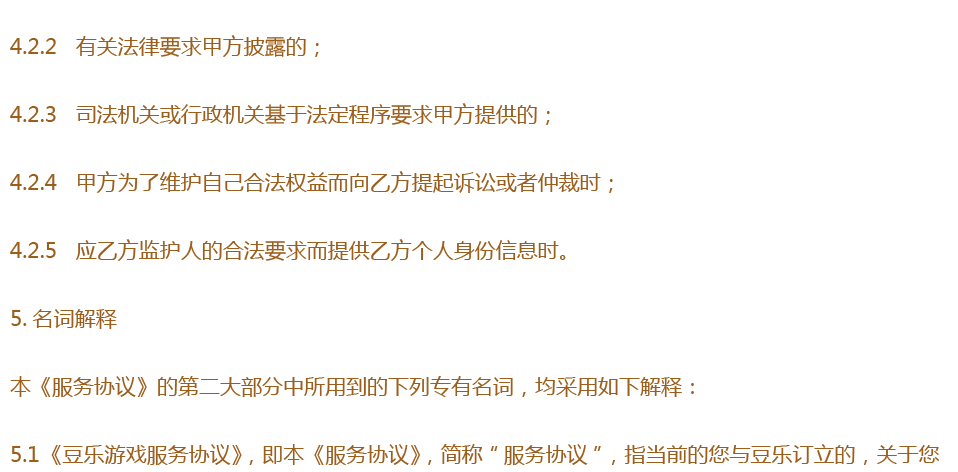 4.2.2 有关法律要求甲方披露的；
4.2.3 司法机关或行政机关基于法定程序要求甲方提供的；
4.2.4 甲方为了维护自己合法权益而向乙方提起诉讼或者仲裁时；
4.2.5 应乙方监护人的合法要求而提供乙方个人身份信息时。
5. 名词解释
本《服务协议》的第二大部分中所用到的下列专有名词，均采用如下解释：
5.1《豆乐游戏服务协议》，即本《服务协议》，简称“服务协议”，指当前的您与豆乐订立的，关于您